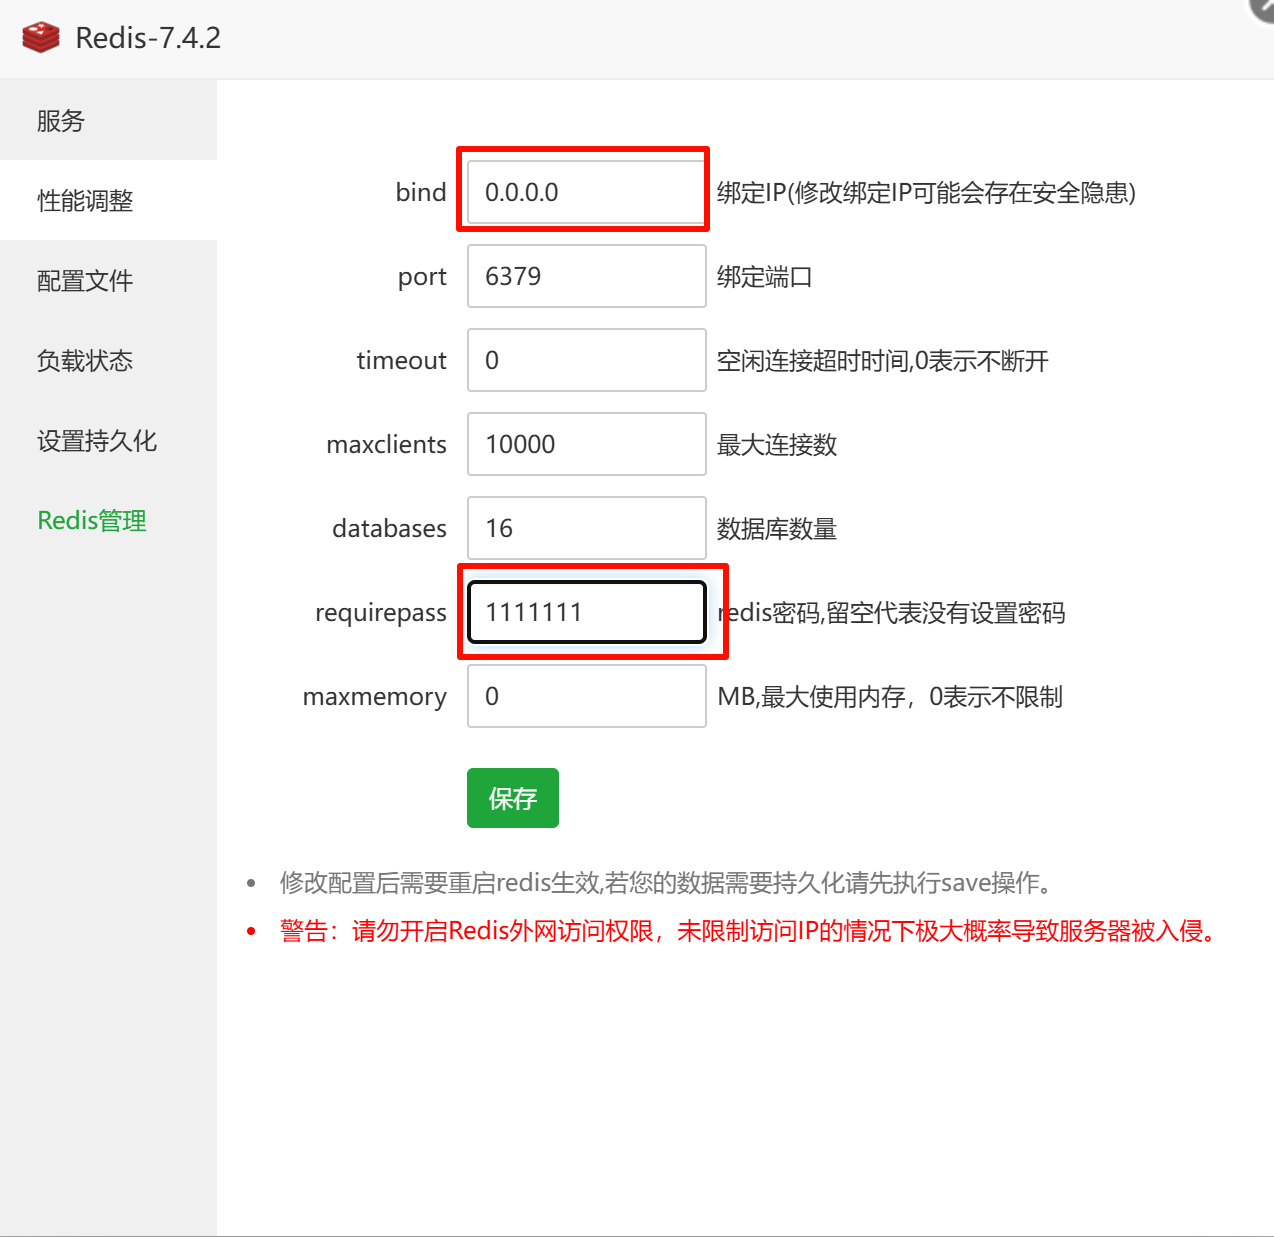 Redis-7.4.2
服务
性能调整
配置文件
负载状态
设置持久化
Redis管理
bind 0.0.0.0 绑定IP(修改绑定IP可能会存在安全隐患)
port 6379 绑定端口
timeout 0 空闲连接超时时间,0表示不断开
maxclients 10000 最大连接数
databases 16 数据库数量
requirepass 1111111 redis密码,留空代表没有设置密码
maxmemory 0 MB,最大使用内存，0表示不限制
保存
修改配置后需要重启redis生效,若您的数据需要持久化请先执行save操作。
警告：请勿开启Redis外网访问权限，未限制访问IP的情况下极大概率导致服务器被入侵。